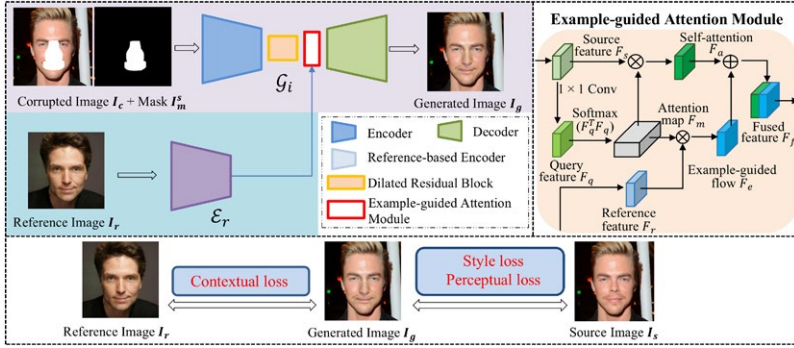 Corrupted Image I_c + Mask I_m^s
G_i
Generated Image I_g
Reference Image I_r
E_r
Encoder
Decoder
Reference-based Encoder
Dilated Residual Block
Example-guided Attention
Module
Example-guided Attention Module
Source
feature F_s
Self-attention
F_a
1 × 1 Conv
Softmax
(F_q^T F_q)
Attention
map F_m
Fused
feature F_f
Query
feature F_q
Example-guided
flow F_e
Reference
feature F_r
Contextual loss
Style loss
Perceptual loss
Reference Image I_r
Generated Image I_g
Source Image I_s